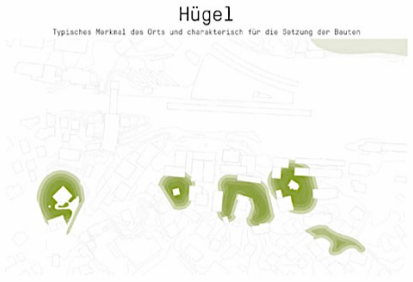 Hügel
Typisches Merkmal des Orts und charakterisch für die Setzung der Bauten